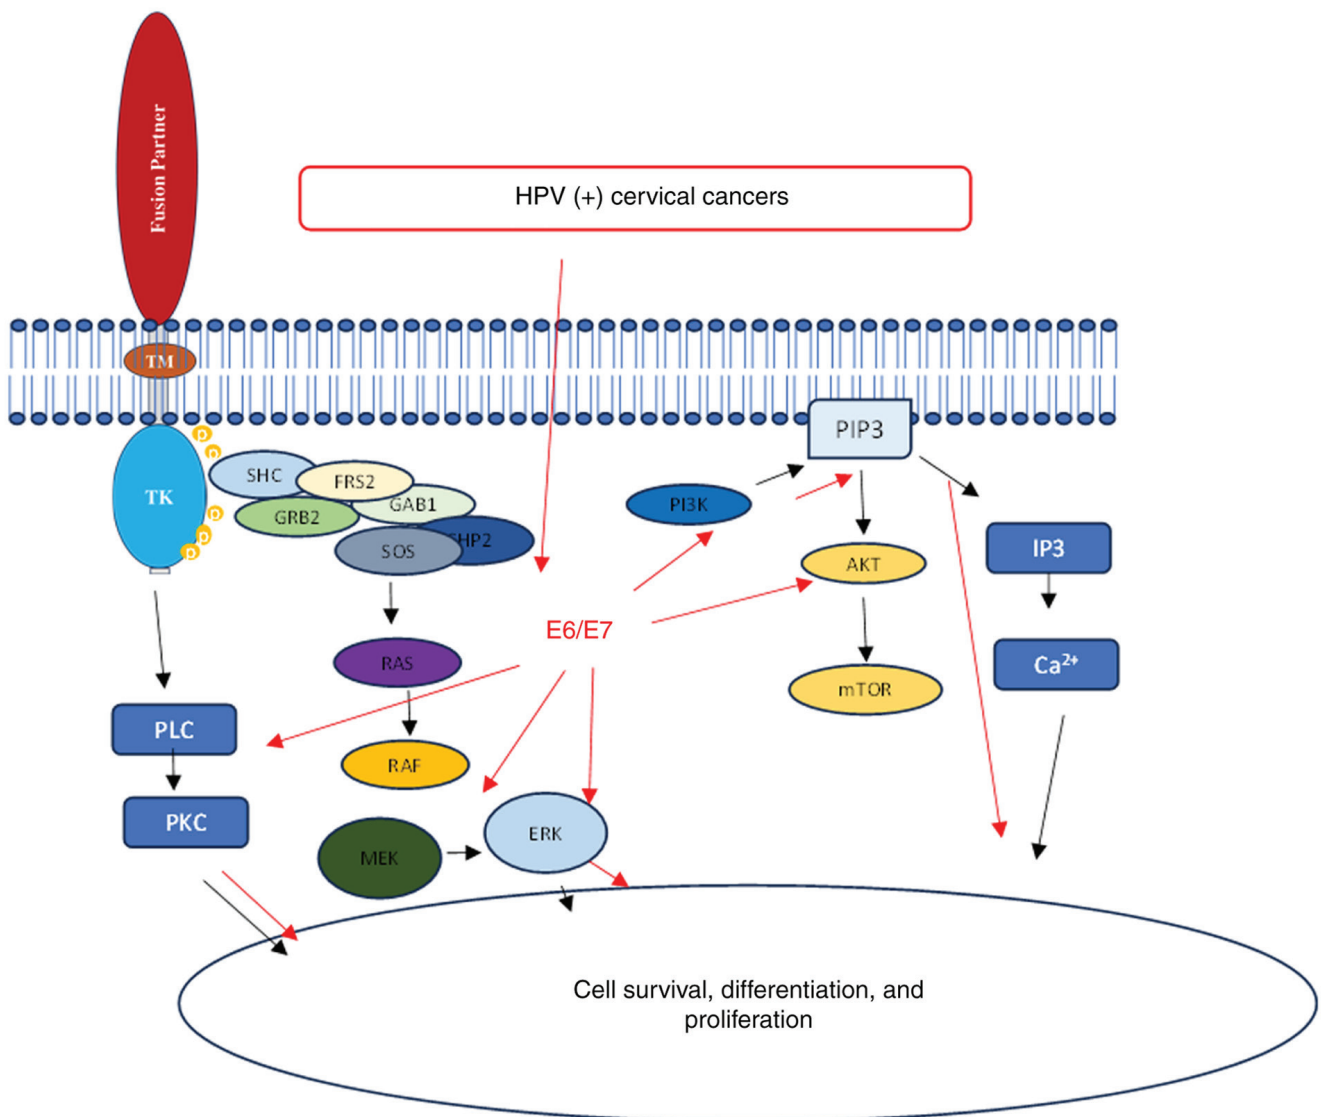 Fusion Partner
HPV (+) cervical cancers
TM
PIP3
TK
p
p
p
p
p
SHC
FRS2
GRB2
GAB1
SOS
SHP2
PI3K
IP3
AKT
E6/E7
RAS
Ca²⁺
mTOR
PLC
RAF
PKC
ERK
MEK
Cell survival, differentiation, and
proliferation